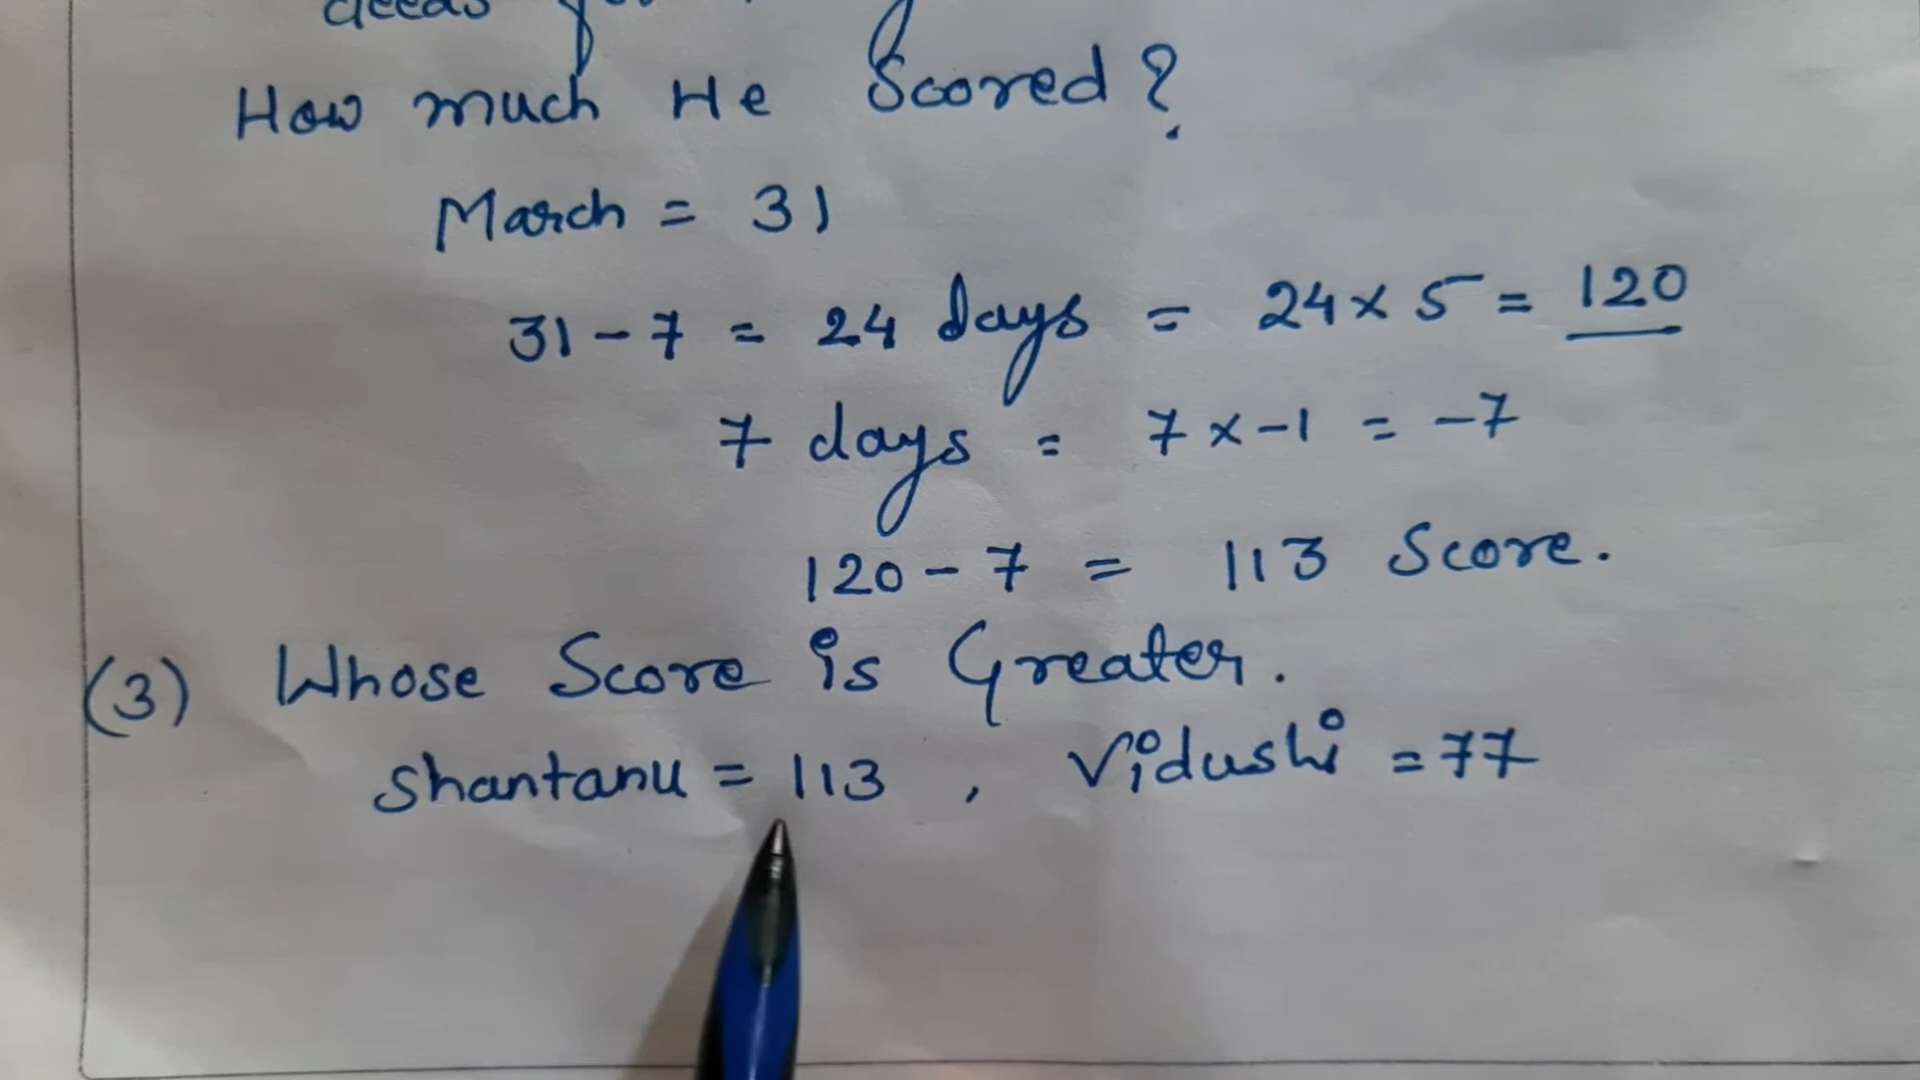 deeds
How much He Scored?
March = 31
31 - 7 = 24 days = 24 x 5 = 120
7 days = 7 x -1 = -7
120 - 7 = 113 Score.
(3) Whose Score is Greater.
Shantanu = 113 , Vidushi = 77